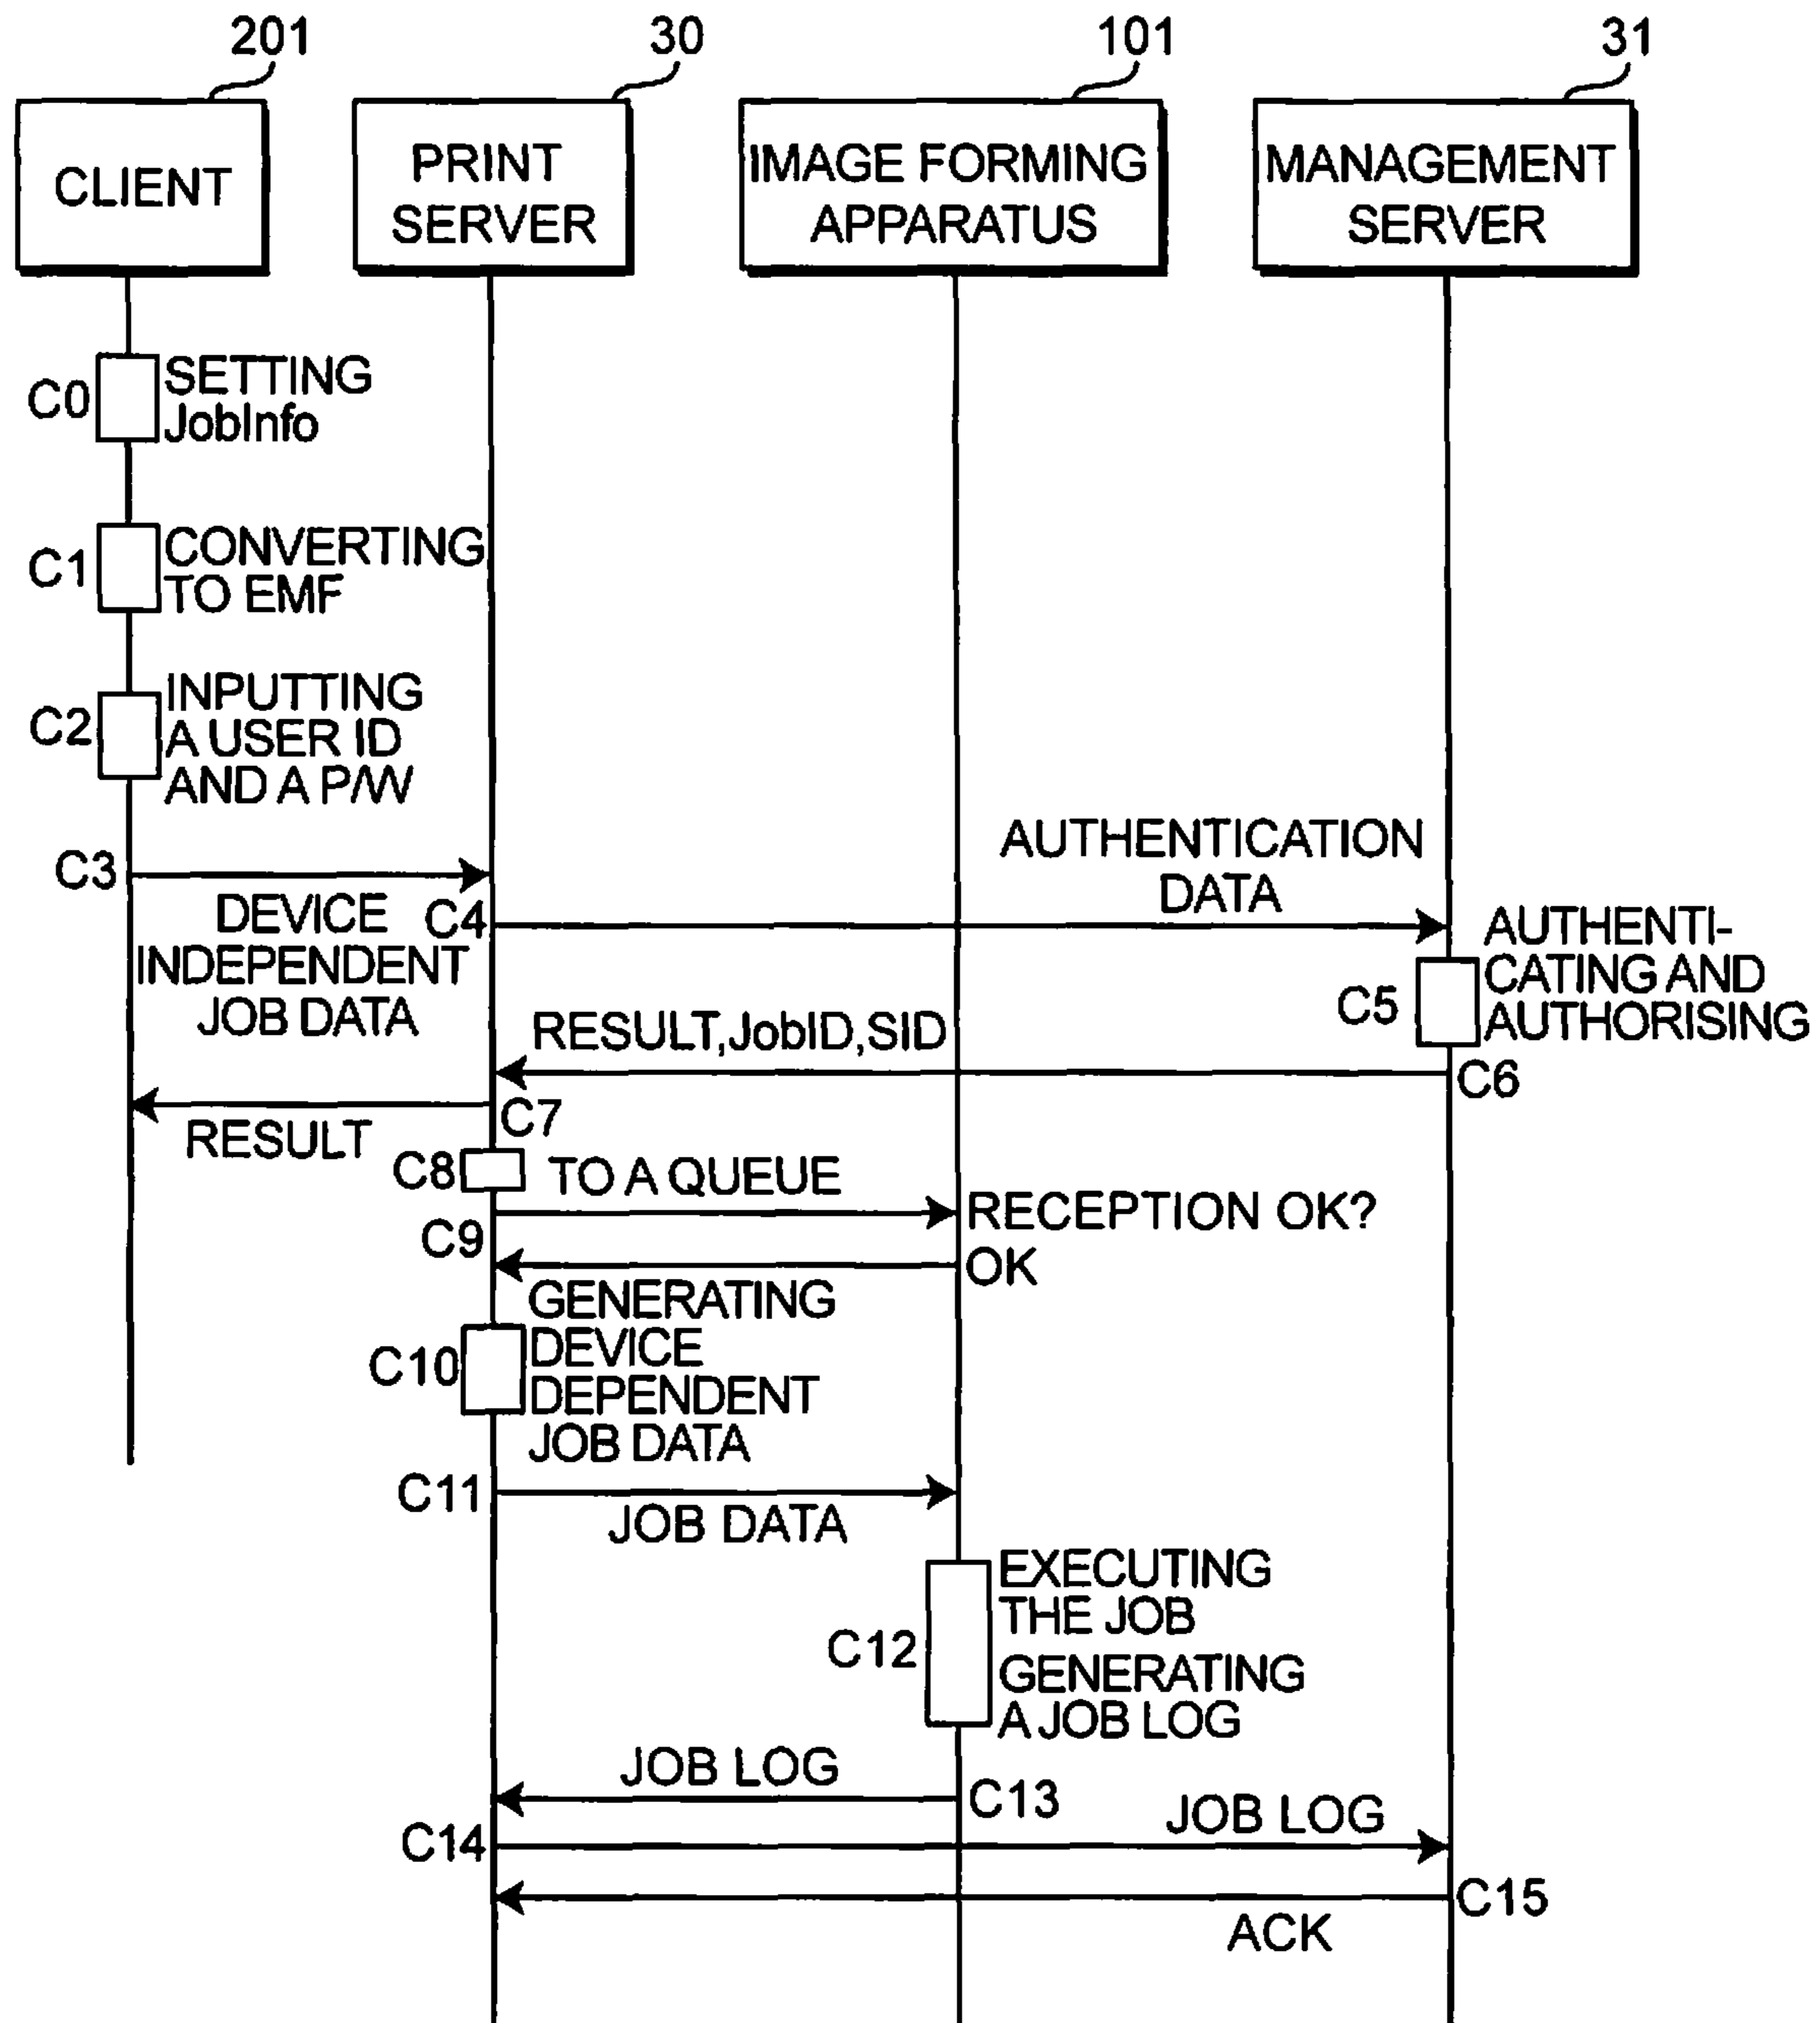 201
30
101
31
CLIENT
PRINT
SERVER
IMAGE FORMING
APPARATUS
MANAGEMENT
SERVER
C0
SETTING
JobInfo
C1
CONVERTING
TO EMF
C2
INPUTTING
A USER ID
AND A P/W
C3
DEVICE
INDEPENDENT
JOB DATA
C4
AUTHENTICATION
DATA
C5
AUTHENTI-
CATING AND
AUTHORISING
RESULT,JobID,SID
C6
C7
RESULT
C8
TO A QUEUE
C9
RECEPTION OK?
OK
C10
GENERATING
DEVICE
DEPENDENT
JOB DATA
C11
JOB DATA
C12
EXECUTING
THE JOB
GENERATING
A JOB LOG
JOB LOG
C13
C14
JOB LOG
C15
ACK